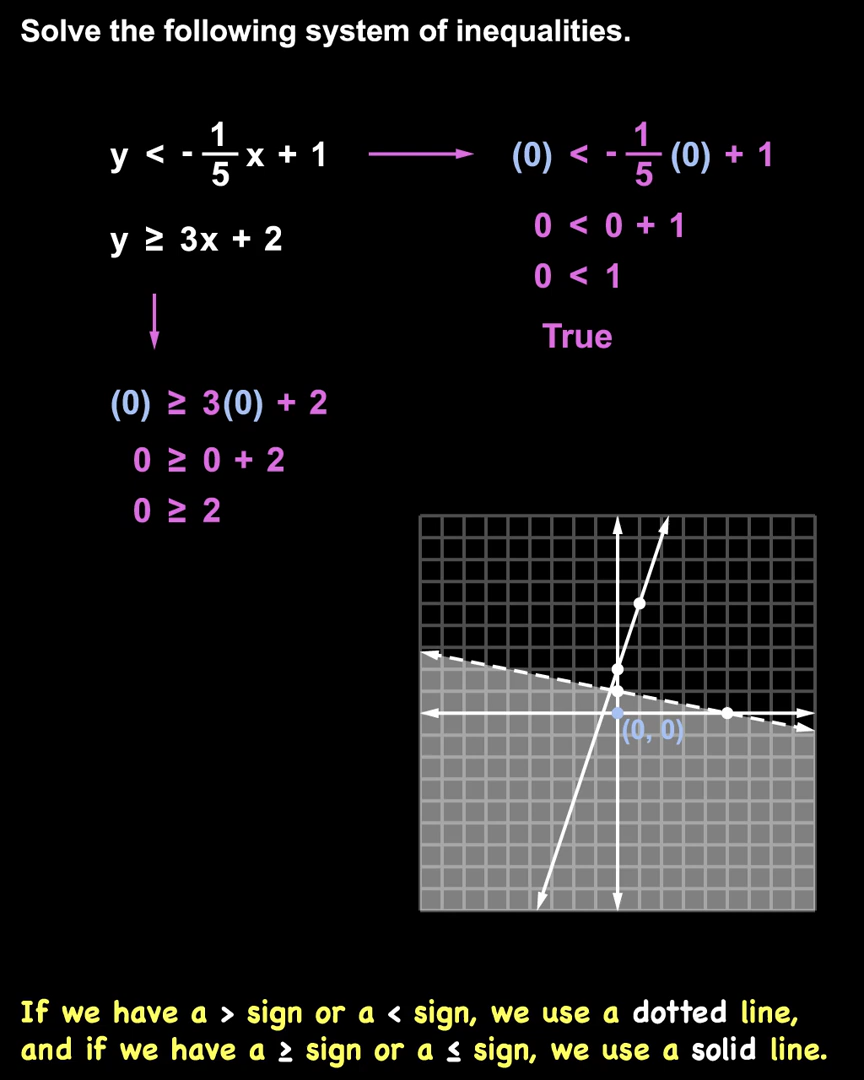 Solve the following system of inequalities.
y < -1/5x + 1
(0) < -1/5(0) + 1
0 < 0 + 1
0 < 1
True
y ≥ 3x + 2
(0) ≥ 3(0) + 2
0 ≥ 0 + 2
0 ≥ 2
(0, 0)
If we have a > sign or a < sign, we use a dotted line,
and if we have a ≥ sign or a ≤ sign, we use a solid line.